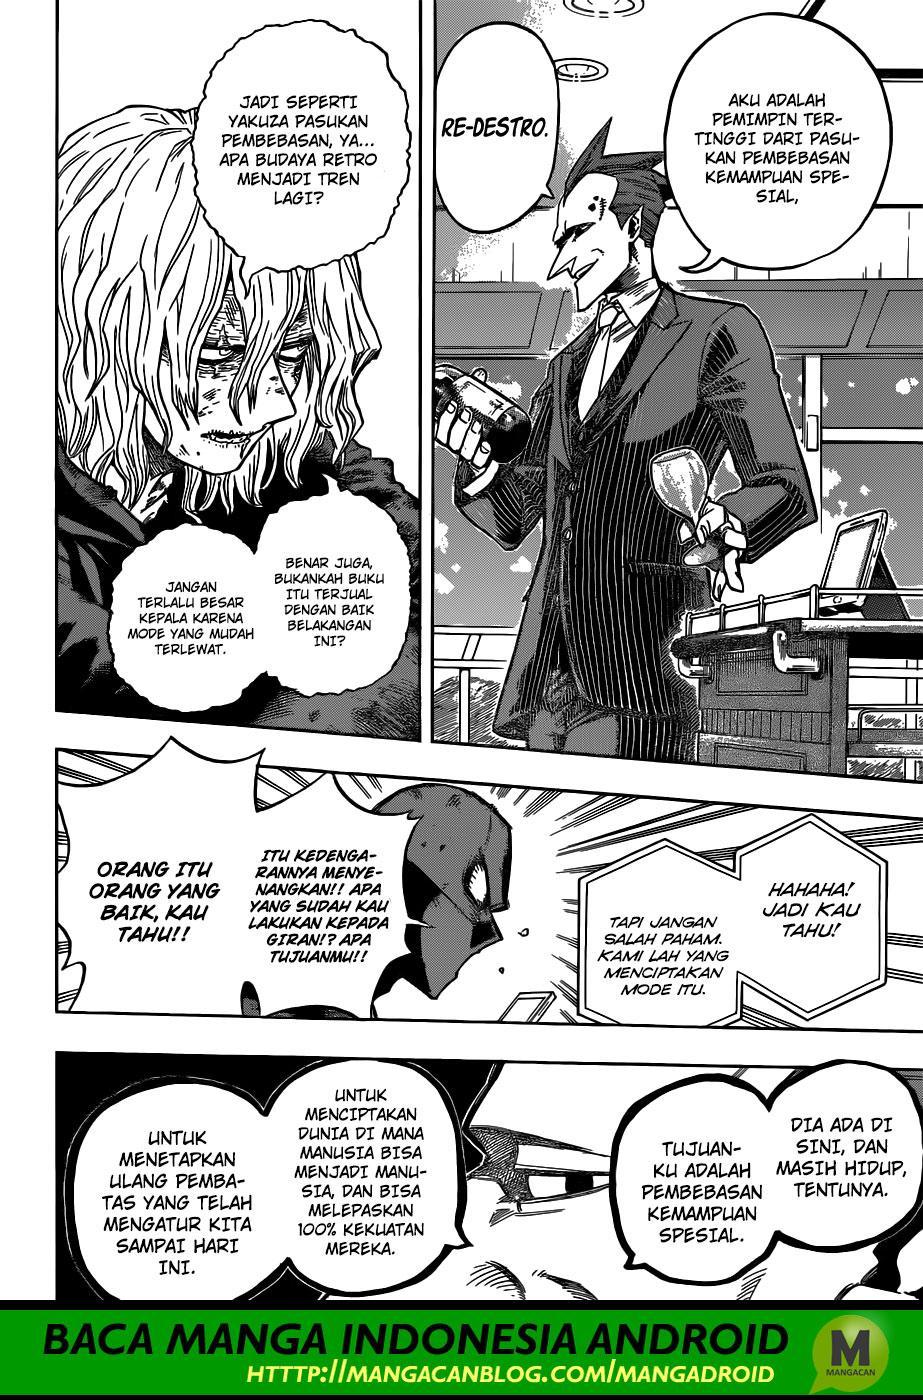 AKU ADALAH
PEMIMPIN TER-
TINGGI DARI PASU-
KAN PEMBEBASAN
KEMAMPUAN SPE-
SIAL,
RE-DESTRO.
JADI SEPERTI
YAKUZA PASUKAN
PEMBEBASAN, YA...
APA BUDAYA RETRO
MENJADI TREN
LAGI?
BENAR JUGA,
BUKANKAH BUKU
ITU TERJUAL
DENGAN BAIK
BELAKANGAN
INI?
JANGAN
TERLALU BESAR
KEPALA KARENA
MODE YANG MUDAH
TERLEWAT.
HAHAHA!
JADI KAU
TAHU!
TAPI JANGAN
SALAH PAHAM.
KAMI LAH YANG
MENCIPTAKAN
MODE ITU.
ITU KEDENGA-
RANNYA MENYE-
NANGKAN!! APA
YANG SUDAH KAU
LAKUKAN KEPADA
GIRAN!? APA
TUJUANMU!!
ORANG ITU
ORANG YANG
BAIK, KAU
TAHU!!
DIA ADA DI
SINI, DAN
MASIH HIDUP,
TENTUNYA.
TUJUAN-
KU ADALAH
PEMBEBASAN
KEMAMPUAN
SPESIAL.
UNTUK
MENCIPTAKAN
DUNIA DI MANA
MANUSIA BISA
MENJADI MANU-
SIA, DAN BISA
MELEPASKAN
100% KEKUATAN
MEREKA.
UNTUK
MENETAPKAN
ULANG PEMBA-
TAS YANG TELAH
MENGATUR KITA
SAMPAI HARI
INI.
BACA MANGA INDONESIA ANDROID
HTTTP://MANGACANBLOG.COM/MANGADROID
M
MANGACAN